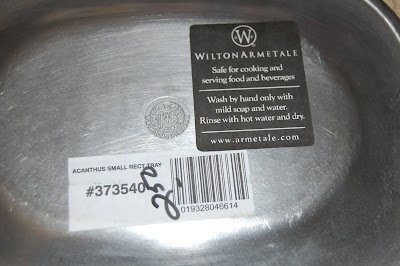 W
WILTONARMETALE
Safe for cooking and
serving food and beverages
Wash by hand only with
mild soap and water.
Rinse with hot water and dry.
www.armetale.com
ACANTHUS SMALL RECT TRAY
#373540
019328046614